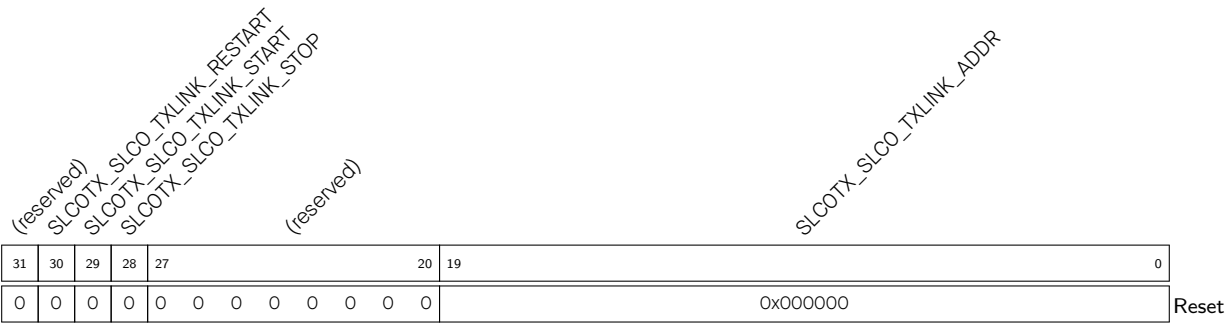 (reserved)
SLC0TX_SLC0_TXLINK_RESTART
SLC0TX_SLC0_TXLINK_START
SLC0TX_SLC0_TXLINK_STOP
(reserved)
SLC0TX_SLC0_TXLINK_ADDR
31 30 29 28 27 20 19 0
0 0 0 0 0 0 0 0 0 0 0 0 0x000000 Reset